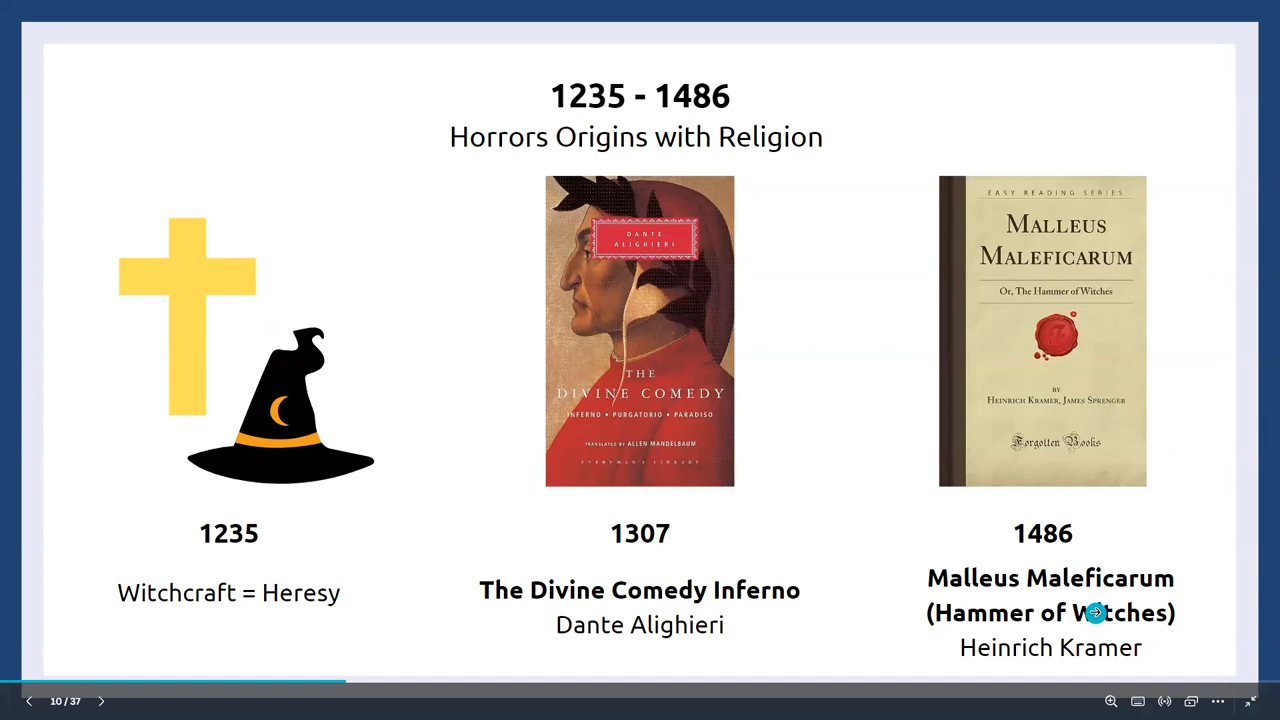 1235 - 1486
Horrors Origins with Religion
DANTE
ALIGHIERI
THE
DIVINE COMEDY
INFERNO • PURGATORIO • PARADISO
TRANSLATED BY ALLEN MANDELBAUM
EVERYMAN'S LIBRARY
EASY READING SERIES
MALLEUS
MALEFICARUM
Or, The Hammer of Witches
BY
HEINRICH KRAMER, JAMES SPRENGER
Forgotten Books
1235
Witchcraft = Heresy
1307
The Divine Comedy Inferno
Dante Alighieri
1486
Malleus Maleficarum
(Hammer of Witches)
Heinrich Kramer
10 / 37